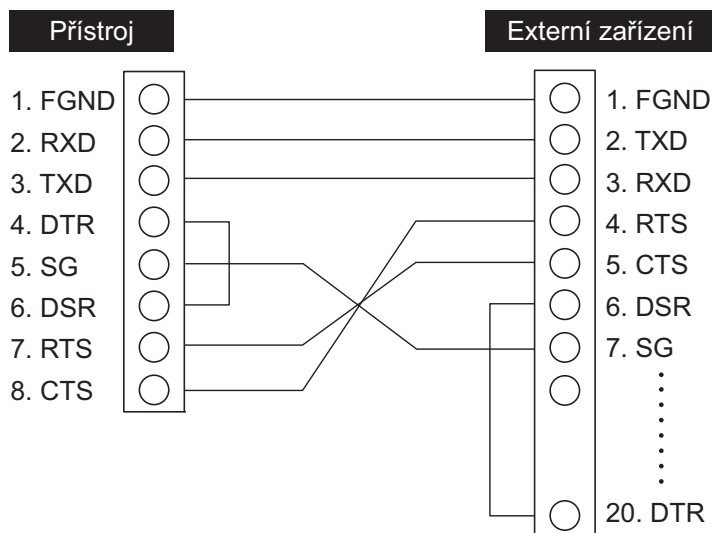 Přístroj
1. FGND
2. RXD
3. TXD
4. DTR
5. SG
6. DSR
7. RTS
8. CTS
Externí zařízení
1. FGND
2. TXD
3. RXD
4. RTS
5. CTS
6. DSR
7. SG
20. DTR